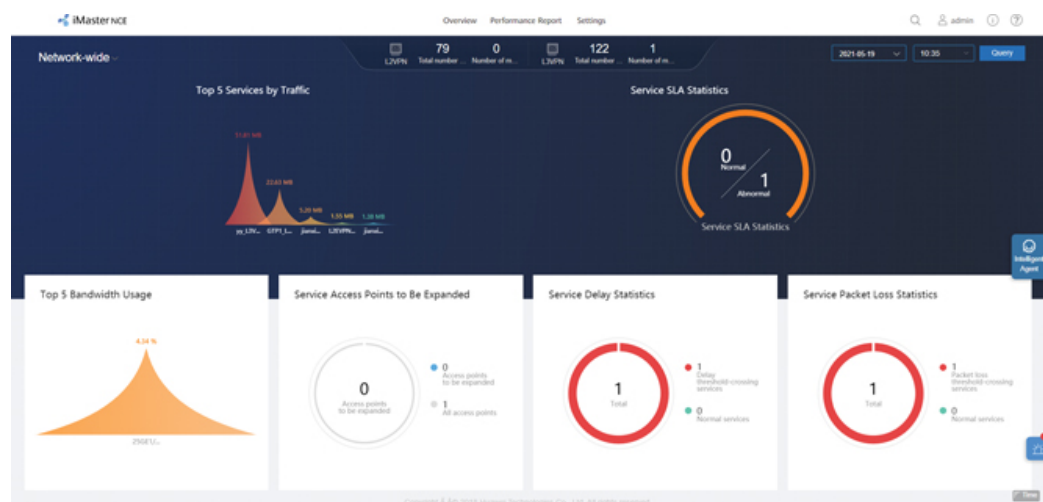 iMaster NCE
Overview Performance Report Settings
admin
Network-wide
L2VPN
79
Total number ...
0
Number of m...
L3VPN
122
Total number ...
1
Number of m...
2021-05-19
10:35
Query
Top 5 Services by Traffic
51.81 MB
22.03 MB
5.20 MB
1.55 MB
1.38 MB
GTP1_L...
L2EVPN...
Service SLA Statistics
0
Normal
1
Abnormal
Service SLA Statistics
Intelligent
Agent
Top 5 Bandwidth Usage
4.34 %
25GE1/...
Service Access Points to Be Expanded
0
Access points
to be expanded
0
Access points
to be expanded
1
All access points
Service Delay Statistics
1
Total
1
Delay
threshold-crossing
services
0
Normal services
Service Packet Loss Statistics
1
Total
1
Packet loss
threshold-crossing
services
0
Normal services
Time